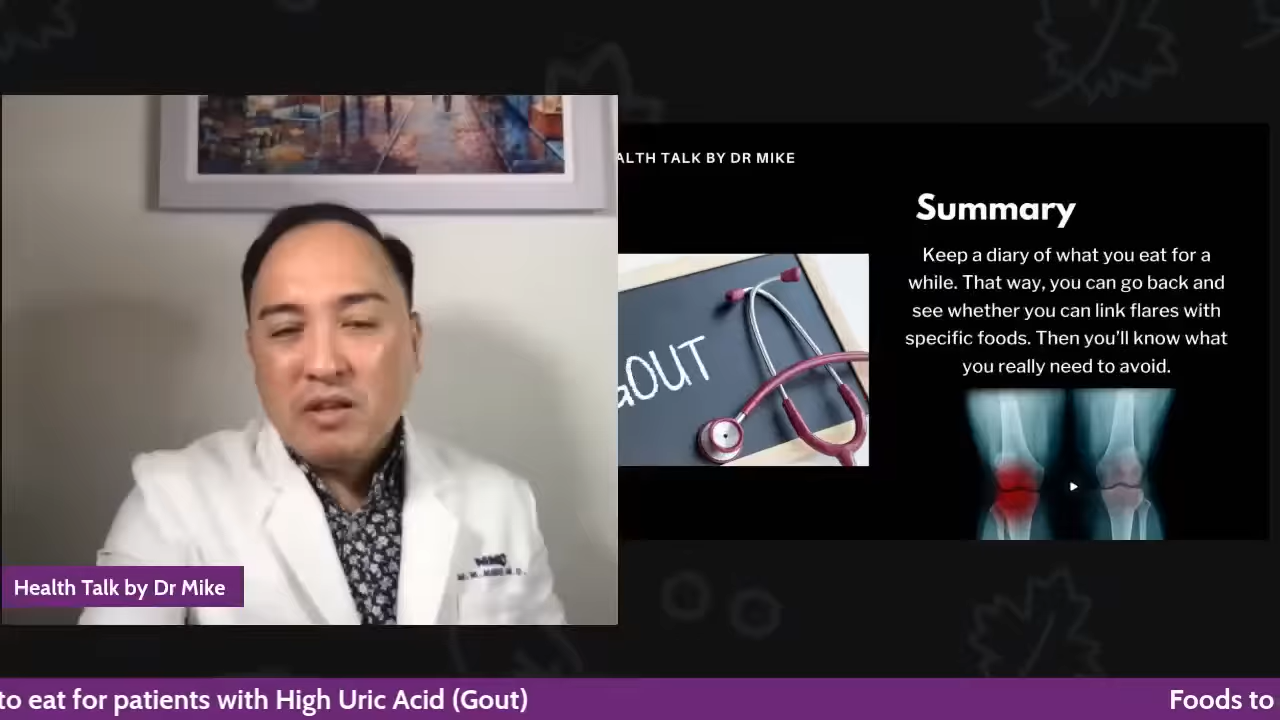 ALTH TALK BY DR MIKE
Summary
Keep a diary of what you eat for a
while. That way, you can go back and
see whether you can link flares with
specific foods. Then you'll know what
you really need to avoid.
GOUT
Health Talk by Dr Mike
to eat for patients with High Uric Acid (Gout)
Foods to